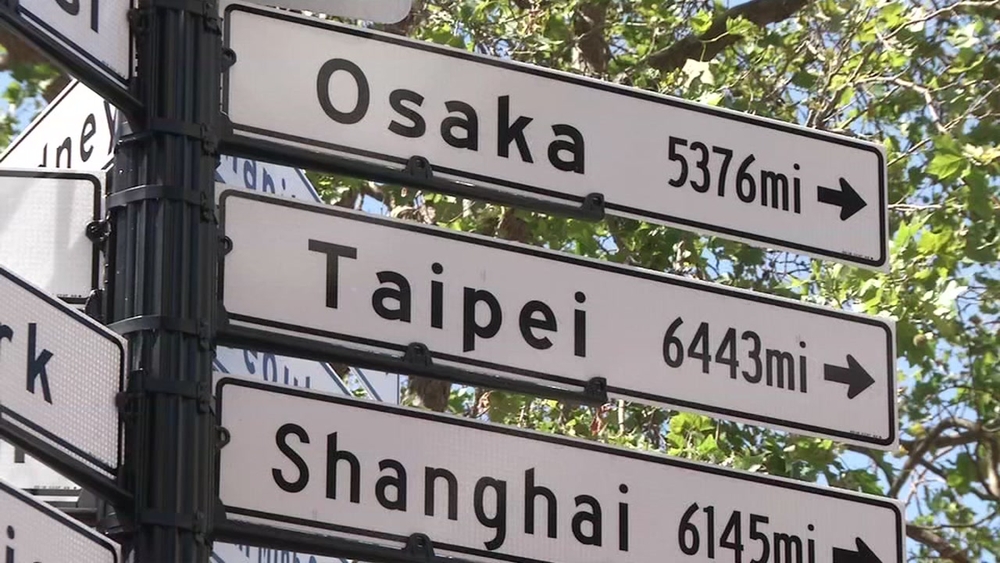 Osaka 5376mi →
Taipei 6443mi →
Shanghai 6145mi →